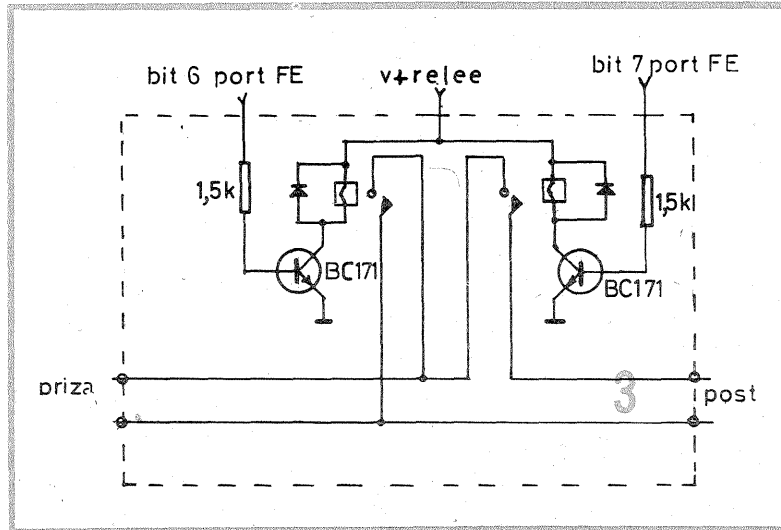 bit 6 port FE
v+relee
bit 7 port FE
1,5k
1,5k
BC171
BC171
priza
post
3